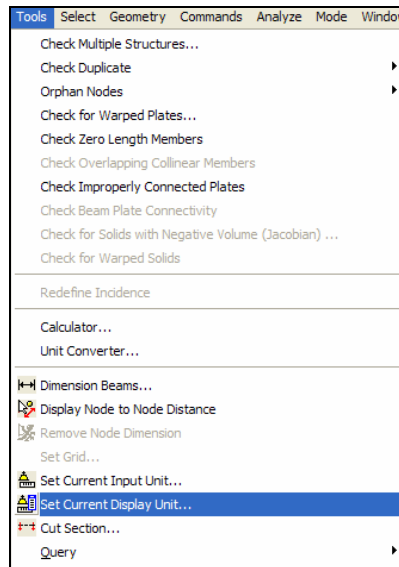 Tools Select Geometry Commands Analyze Mode Window
Check Multiple Structures...
Check Duplicate
Orphan Nodes
Check for Warped Plates...
Check Zero Length Members
Check Overlapping Collinear Members
Check Improperly Connected Plates
Check Beam Plate Connectivity
Check for Solids with Negative Volume (Jacobian) ...
Check for Warped Solids
Redefine Incidence
Calculator...
Unit Converter...
Dimension Beams...
Display Node to Node Distance
Remove Node Dimension
Set Grid...
Set Current Input Unit...
Set Current Display Unit...
Cut Section...
Query